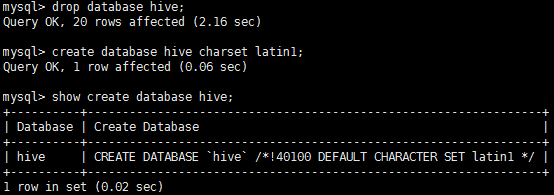 mysql> drop database hive;
Query OK, 20 rows affected (2.16 sec)
mysql> create database hive charset latin1;
Query OK, 1 row affected (0.06 sec)
mysql> show create database hive;
+----------+-----------------------------------------------------------------+
| Database | Create Database                                                 |
+----------+-----------------------------------------------------------------+
| hive     | CREATE DATABASE `hive` /*!40100 DEFAULT CHARACTER SET latin1 */ |
+----------+-----------------------------------------------------------------+
1 row in set (0.02 sec)